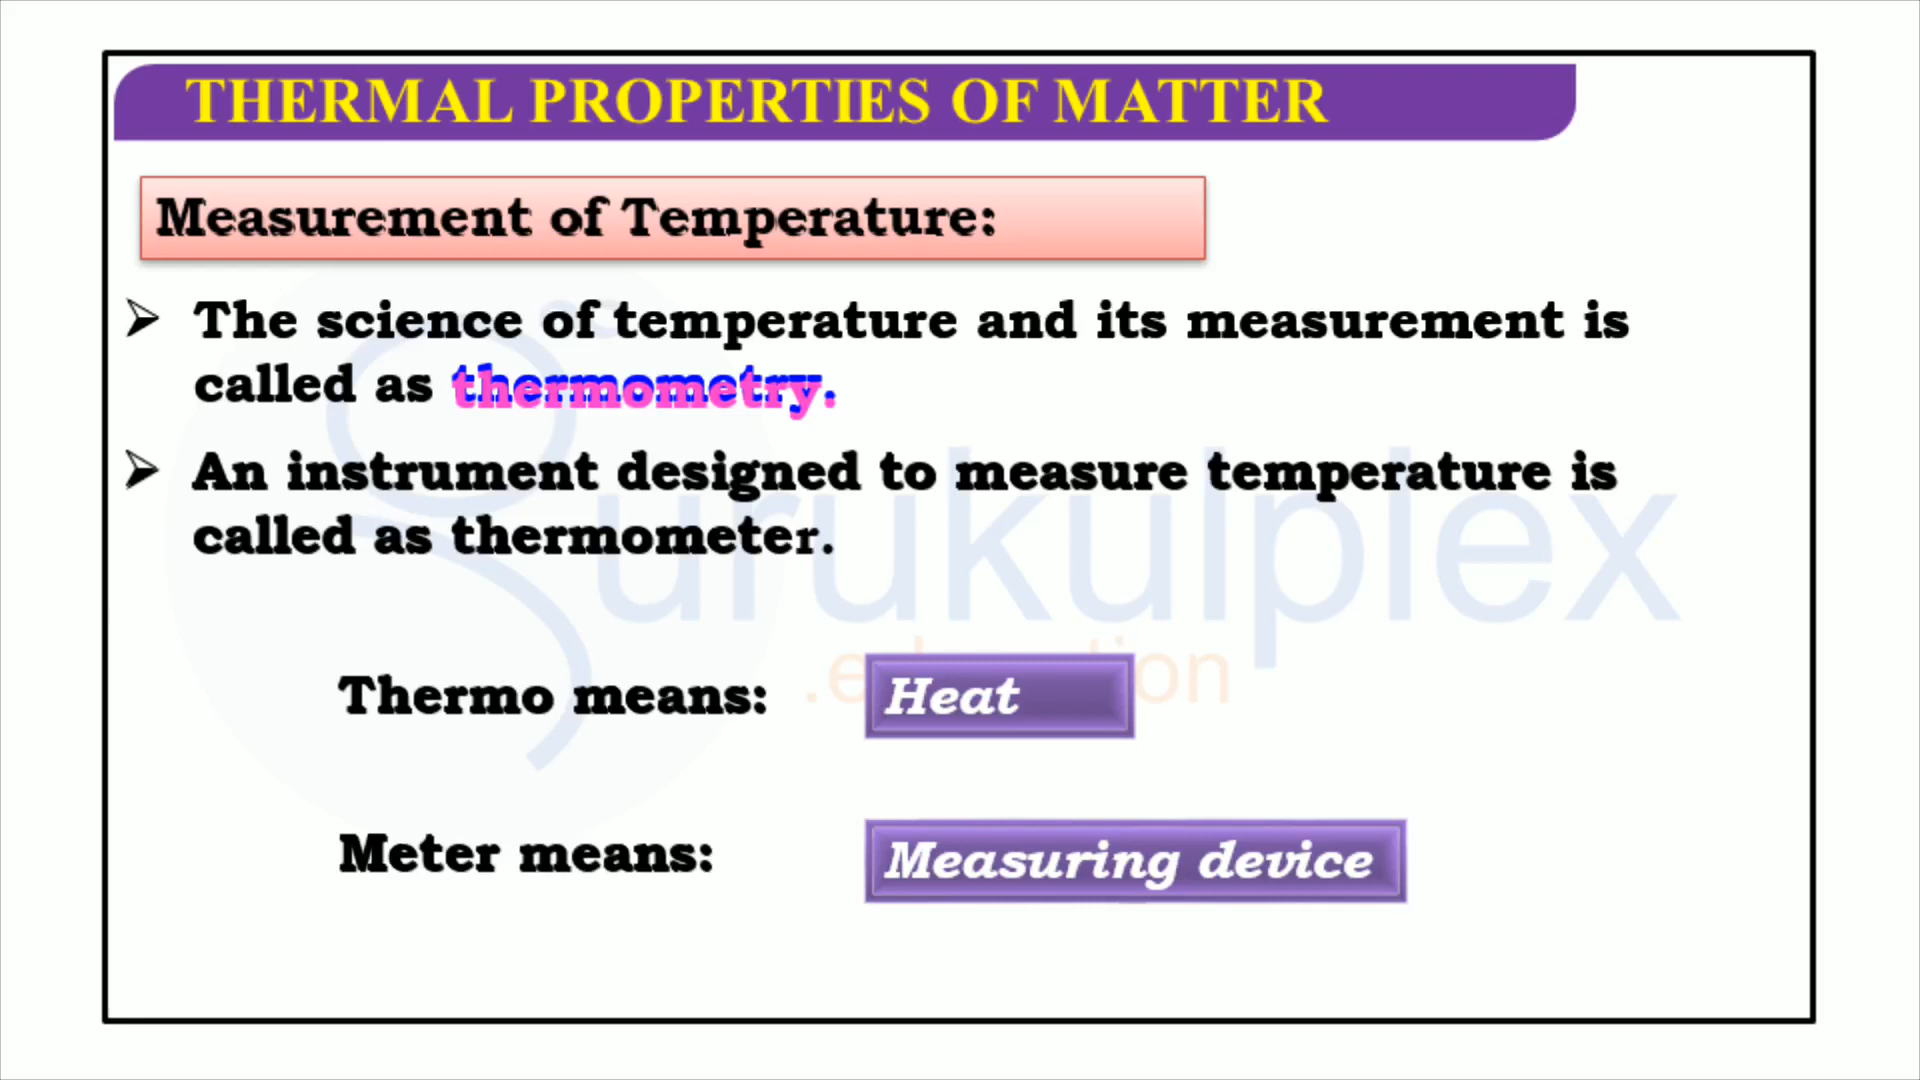 THERMAL PROPERTIES OF MATTER
Measurement of Temperature:
➢ The science of temperature and its measurement is
called as thermometry.
➢ An instrument designed to measure temperature is
called as thermometer.
urukulplex
Thermo means: Heat
Meter means: Measuring device